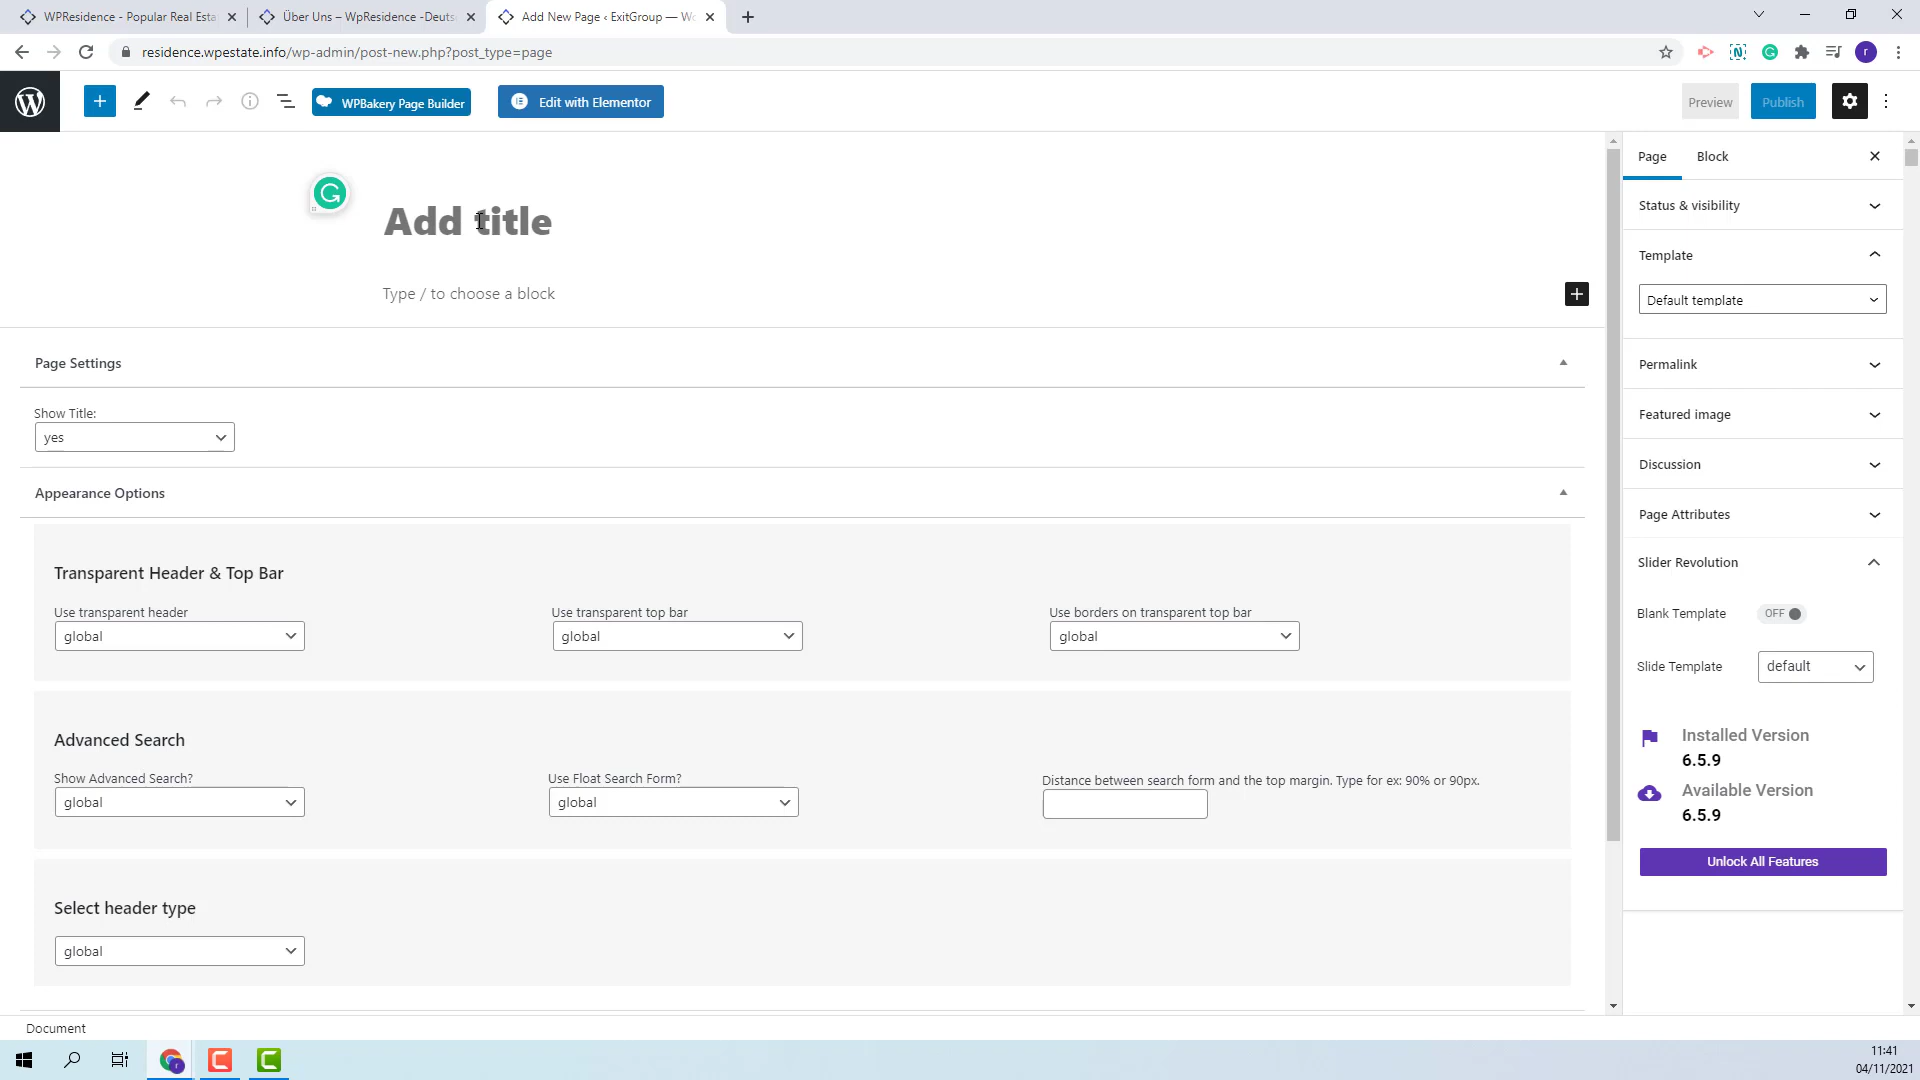 WPResidence - Popular Real Esta
Über Uns – WpResidence -Deuts
Add New Page ‹ ExitGroup — Wo
residence.wpestate.info/wp-admin/post-new.php?post_type=page
WPBakery Page Builder
Edit with Elementor
Preview
Publish
Add title
Type / to choose a block
Page Settings
Show Title:
yes
Appearance Options
Transparent Header & Top Bar
Use transparent header
Use transparent top bar
Use borders on transparent top bar
global
global
global
Advanced Search
Show Advanced Search?
Use Float Search Form?
Distance between search form and the top margin. Type for ex: 90% or 90px.
global
global
Select header type
global
Document
Page
Block
Status & visibility
Template
Default template
Permalink
Featured image
Discussion
Page Attributes
Slider Revolution
Blank Template
OFF
Slide Template
default
Installed Version
6.5.9
Available Version
6.5.9
Unlock All Features
11:41
04/11/2021